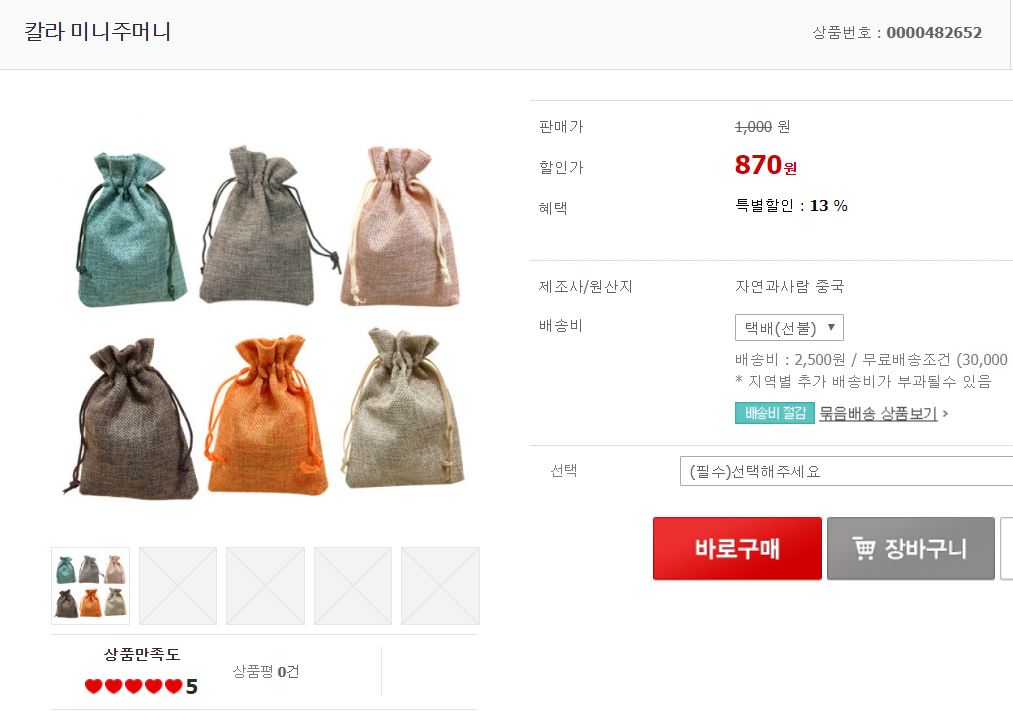 칼라 미니주머니
상품번호 : 0000482652
판매가 1,000 원
할인가 870원
혜택 특별할인 : 13 %
제조사/원산지 자연과사람 중국
배송비 택배(선불) ▼
배송비 : 2,500원 / 무료배송조건 (30,000
* 지역별 추가 배송비가 부과될수 있음
배송비 절감 묶음배송 상품보기 >
선택 (필수)선택해주세요
바로구매 장바구니
상품만족도
5
상품평 0건